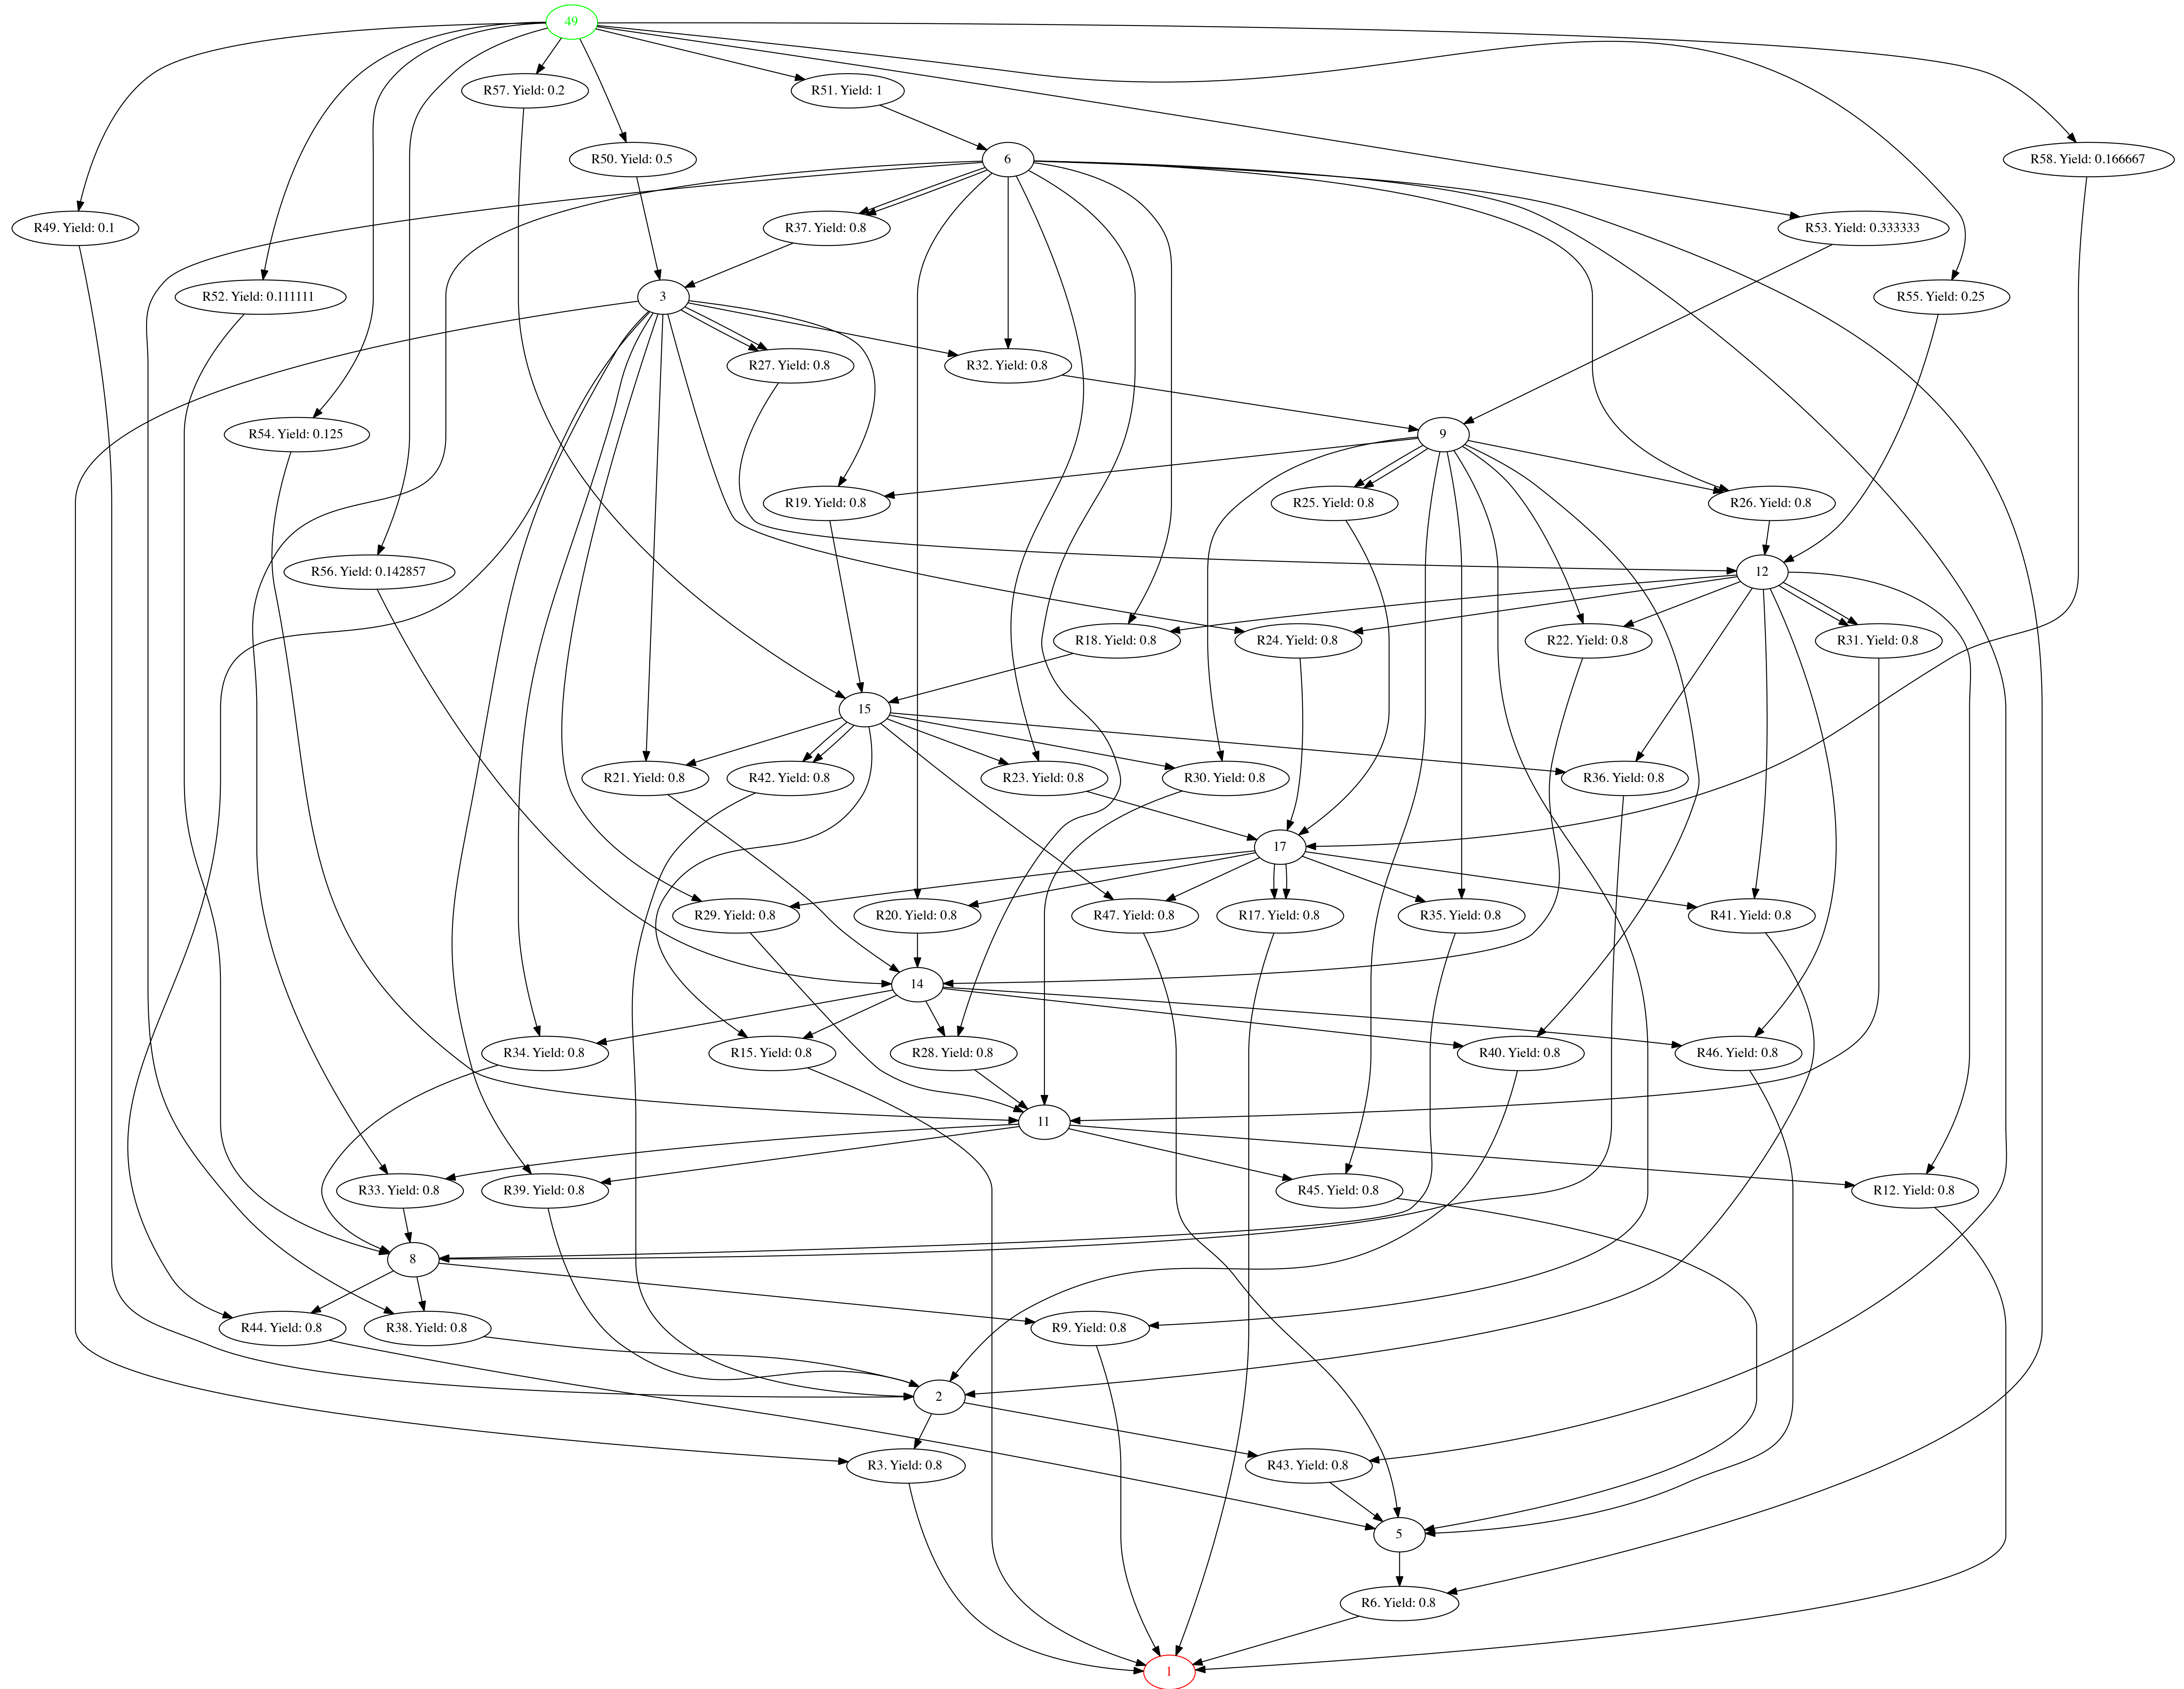 49
R57. Yield: 0.2
R51. Yield: 1
R50. Yield: 0.5
6
R58. Yield: 0.166667
R49. Yield: 0.1
R37. Yield: 0.8
R53. Yield: 0.333333
R52. Yield: 0.111111
3
R55. Yield: 0.25
R27. Yield: 0.8
R32. Yield: 0.8
R54. Yield: 0.125
9
R19. Yield: 0.8
R25. Yield: 0.8
R26. Yield: 0.8
R56. Yield: 0.142857
12
R18. Yield: 0.8
R24. Yield: 0.8
R22. Yield: 0.8
R31. Yield: 0.8
15
R21. Yield: 0.8
R42. Yield: 0.8
R23. Yield: 0.8
R30. Yield: 0.8
R36. Yield: 0.8
17
R29. Yield: 0.8
R20. Yield: 0.8
R47. Yield: 0.8
R17. Yield: 0.8
R35. Yield: 0.8
R41. Yield: 0.8
14
R34. Yield: 0.8
R15. Yield: 0.8
R28. Yield: 0.8
R40. Yield: 0.8
R46. Yield: 0.8
11
R33. Yield: 0.8
R39. Yield: 0.8
R45. Yield: 0.8
R12. Yield: 0.8
8
R44. Yield: 0.8
R38. Yield: 0.8
R9. Yield: 0.8
2
R3. Yield: 0.8
R43. Yield: 0.8
5
R6. Yield: 0.8
1